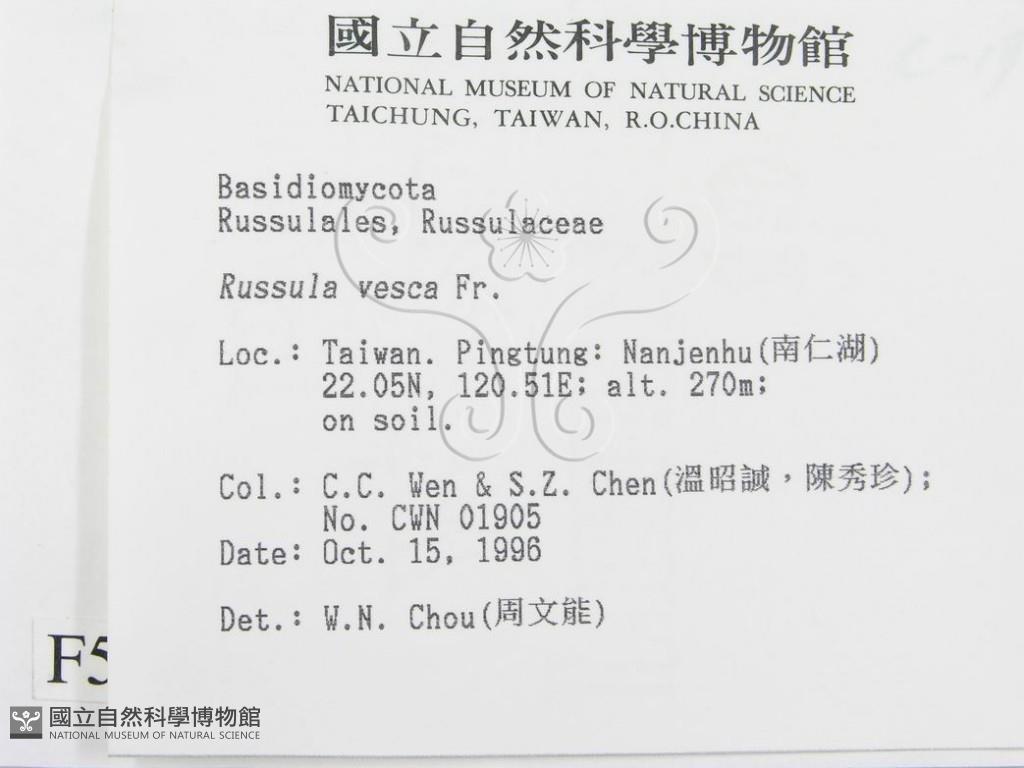 國立自然科學博物館
NATIONAL MUSEUM OF NATURAL SCIENCE
TAICHUNG, TAIWAN, R.O.CHINA
Basidiomycota
Russulales, Russulaceae
Russula vesca Fr.
Loc.: Taiwan. Pingtung: Nanjenhu(南仁湖)
22.05N, 120.51E; alt. 270m;
on soil.
Col.: C.C. Wen & S.Z. Chen(溫昭誠，陳秀珍);
No. CWN 01905
Date: Oct. 15, 1996
Det.: W.N. Chou(周文能)
F5
國立自然科學博物館
NATIONAL MUSEUM OF NATURAL SCIENCE